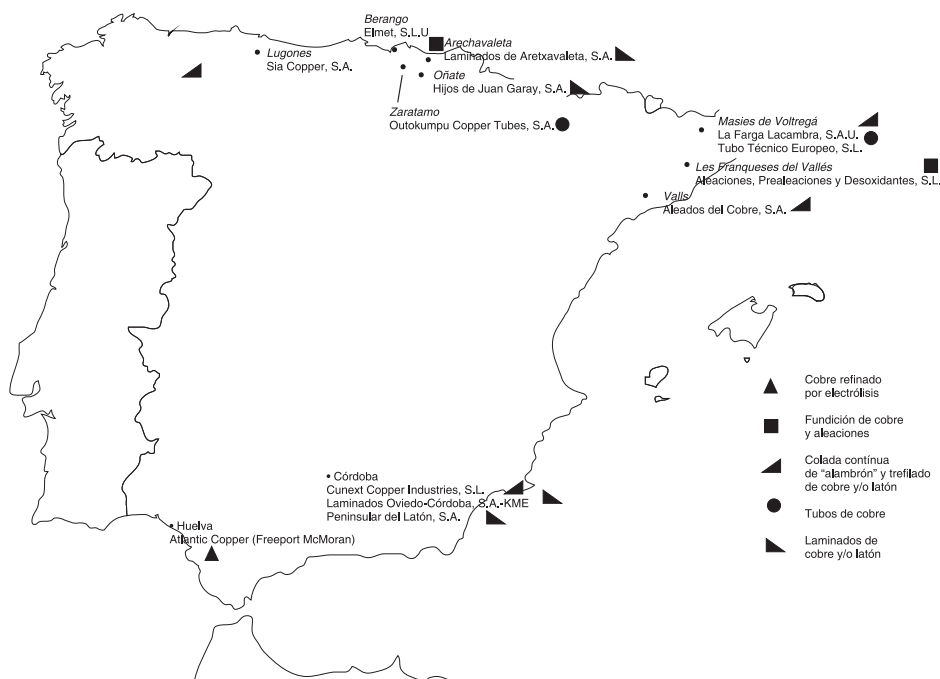 Berango
Elmet, S.L.U
Arechavaleta
Laminados de Aretxavaleta, S.A.
Lugones
Sia Copper, S.A.
Oñate
Hijos de Juan Garay, S.A.
Zaratamo
Outokumpu Copper Tubes, S.A.
Masies de Voltregá
La Farga Lacambra, S.A.U.
Tubo Técnico Europeo, S.L.
Les Franqueses del Vallés
Aleaciones, Prealeaciones y Desoxidantes, S.L.
Valls
Aleados del Cobre, S.A.
Cobre refinado
por electrólisis
Fundición de cobre
y aleaciones
Colada contínua
de “alambrón” y trefilado
de cobre y/o latón
Tubos de cobre
Laminados de
cobre y/o latón
Córdoba
Cunext Copper Industries, S.L.
Laminados Oviedo-Córdoba, S.A.-KME
Peninsular del Latón, S.A.
Huelva
Atlantic Copper (Freeport McMoran)